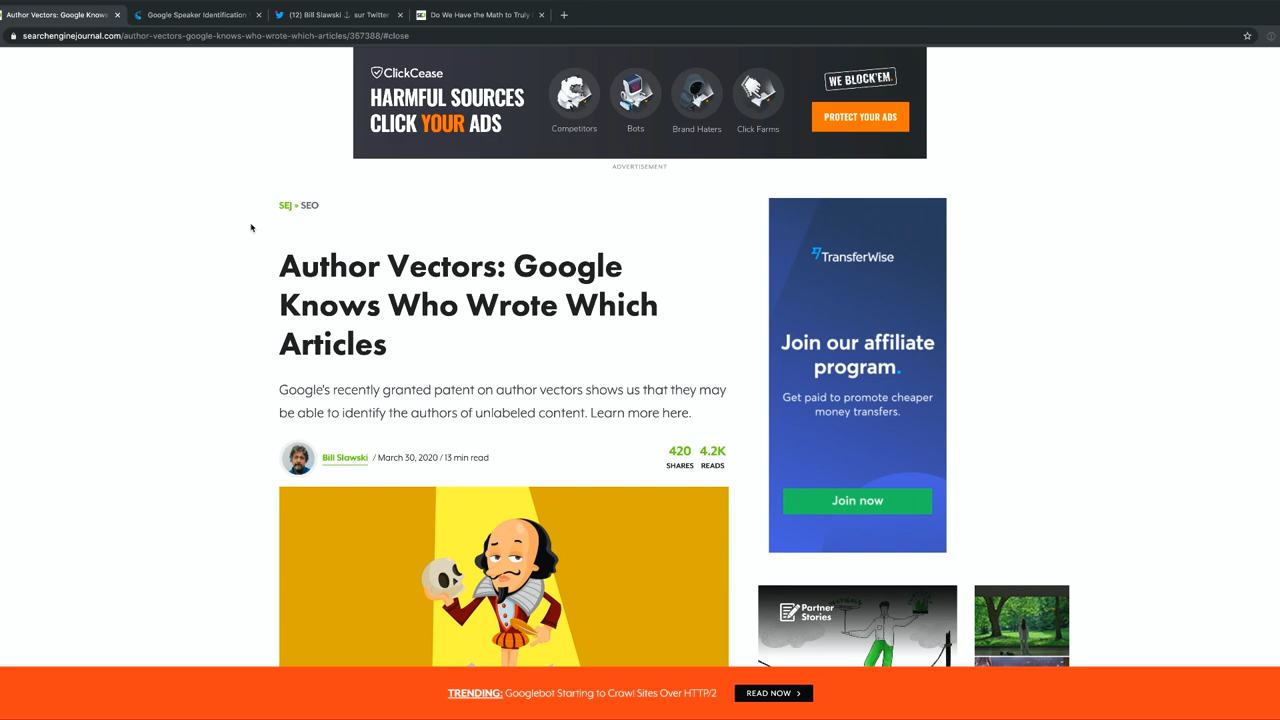 Author Vectors: Google Knows
Google Speaker Identification
(12) Bill Slawski ⚓ sur Twitter
Do We Have the Math to Truly
searchenginejournal.com/author-vectors-google-knows-who-wrote-which-articles/357388/#close
ClickCease
HARMFUL SOURCES
CLICK YOUR ADS
Competitors
Bots
Brand Haters
Click Farms
WE BLOCK'EM
PROTECT YOUR ADS
ADVERTISEMENT
SEJ » SEO
Author Vectors: Google
Knows Who Wrote Which
Articles
Google's recently granted patent on author vectors shows us that they may
be able to identify the authors of unlabeled content. Learn more here.
Bill Slawski / March 30, 2020 / 13 min read
420 4.2K
SHARES READS
TransferWise
Join our affiliate
program.
Get paid to promote cheaper
money transfers.
Join now
Partner
Stories
TRENDING: Googlebot Starting to Crawl Sites Over HTTP/2
READ NOW >